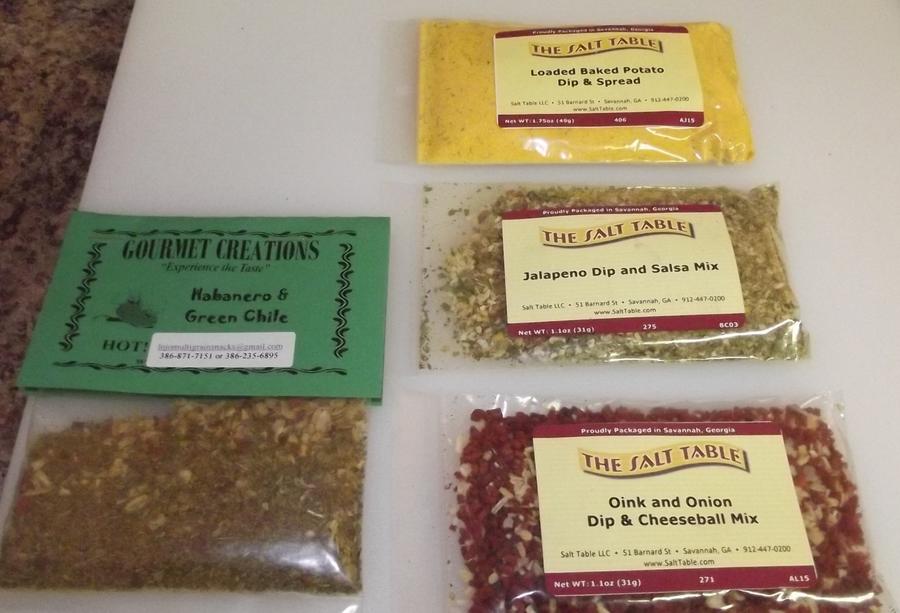 Proudly Packaged in Savannah, Georgia
THE SALT TABLE
Loaded Baked Potato
Dip & Spread
Salt Table LLC • 51 Barnard St • Savannah, GA • 912-447-0200
www.SaltTable.com
Net WT: 1.75oz (49g) 406 AJ15
Proudly Packaged in Savannah, Georgia
THE SALT TABLE
Jalapeno Dip and Salsa Mix
Salt Table LLC • 51 Barnard St • Savannah, GA • 912-447-0200
www.SaltTable.com
Net WT: 1.1oz (31g) 275 BC03
GOURMET CREATIONS
"Experience the Taste"
Habanero &
Green Chile
HOT!
386-871-7151 or 386-235-6895
Proudly Packaged in Savannah, Georgia
THE SALT TABLE
Oink and Onion
Dip & Cheeseball Mix
Salt Table LLC • 51 Barnard St • Savannah, GA • 912-447-0200
www.SaltTable.com
Net WT: 1.1oz (31g) 271 AL15